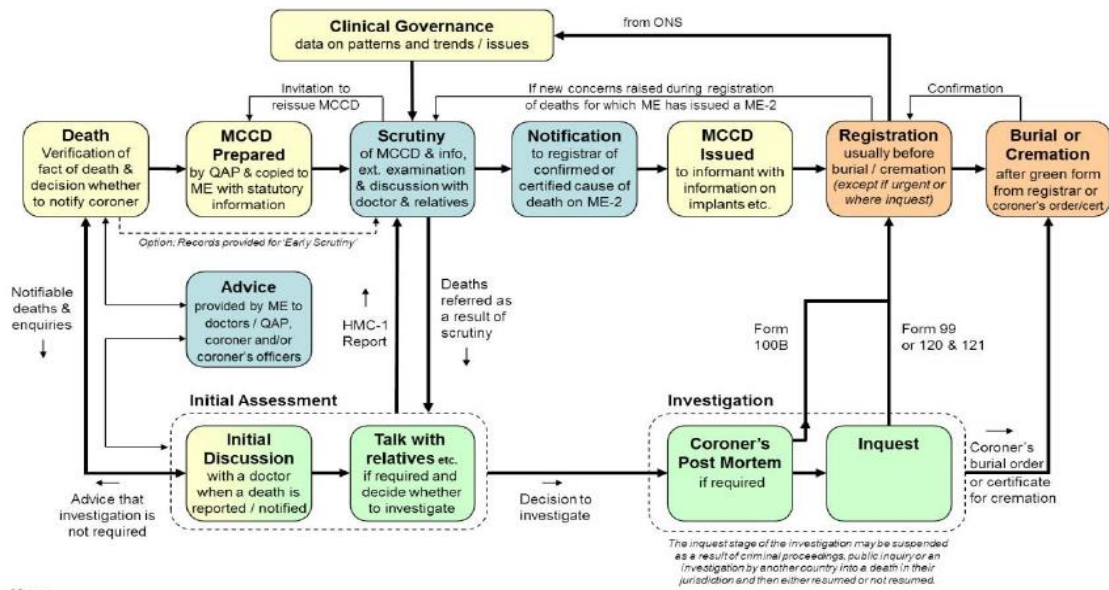 Clinical Governance
data on patterns and trends / issues
from ONS
Invitation to
reissue MCCD
If new concerns raised during registration
of deaths for which ME has issued a ME-2
Confirmation
Death
Verification of
fact of death &
decision whether
to notify coroner
MCCD
Prepared
by QAP & copied to
ME with statutory
information
Scrutiny
of MCCD & info,
ext. examination
& discussion with
doctor & relatives
Notification
to registrar of
confirmed or
certified cause of
death on ME-2
MCCD
Issued
to informant with
information on
implants etc.
Registration
usually before
burial / cremation
(except if urgent or
where inquest)
Burial or
Cremation
after green form
from registrar or
coroner's order/cert
Option: Records provided for 'Early Scrutiny'
Notifiable
deaths &
enquiries
Advice
provided by ME to
doctors / QAP,
coroner and/or
coroner's officers
HMC-1
Report
Deaths
referred as
a result of
scrutiny
Form
100B
Form 99
or 120 & 121
Initial Assessment
Initial
Discussion
with a doctor
when a death is
reported / notified
Talk with
relatives etc.
if required and
decide whether
to investigate
Advice that
investigation is
not required
Decision to
investigate
Investigation
Coroner's
Post Mortem
if required
Inquest
Coroner's
burial order
or certificate
for cremation
The inquest stage of the investigation may be suspended
as a result of criminal proceedings, public inquiry or an
investigation by another country into a death in their
jurisdiction and then either resumed or not resumed.